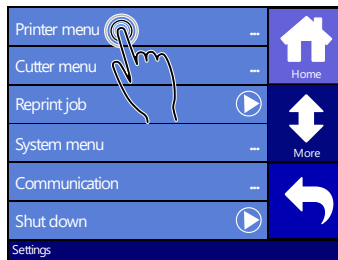 Printer menu ...
Home
Cutter menu ...
Reprint job
More
System menu ...
Communication ...
Shut down
Settings